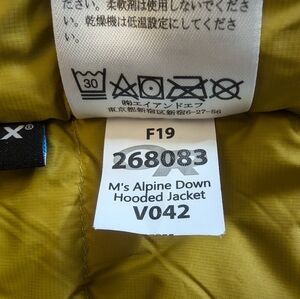 ださい。柔軟剤は使用しないでくださ
い。乾燥機は低温設定にしてくださ
い。
30
㈱エイアンドエフ
東京都新宿区新宿6-27-56
X®
F19
268083
M's Alpine Down
Hooded Jacket
V042